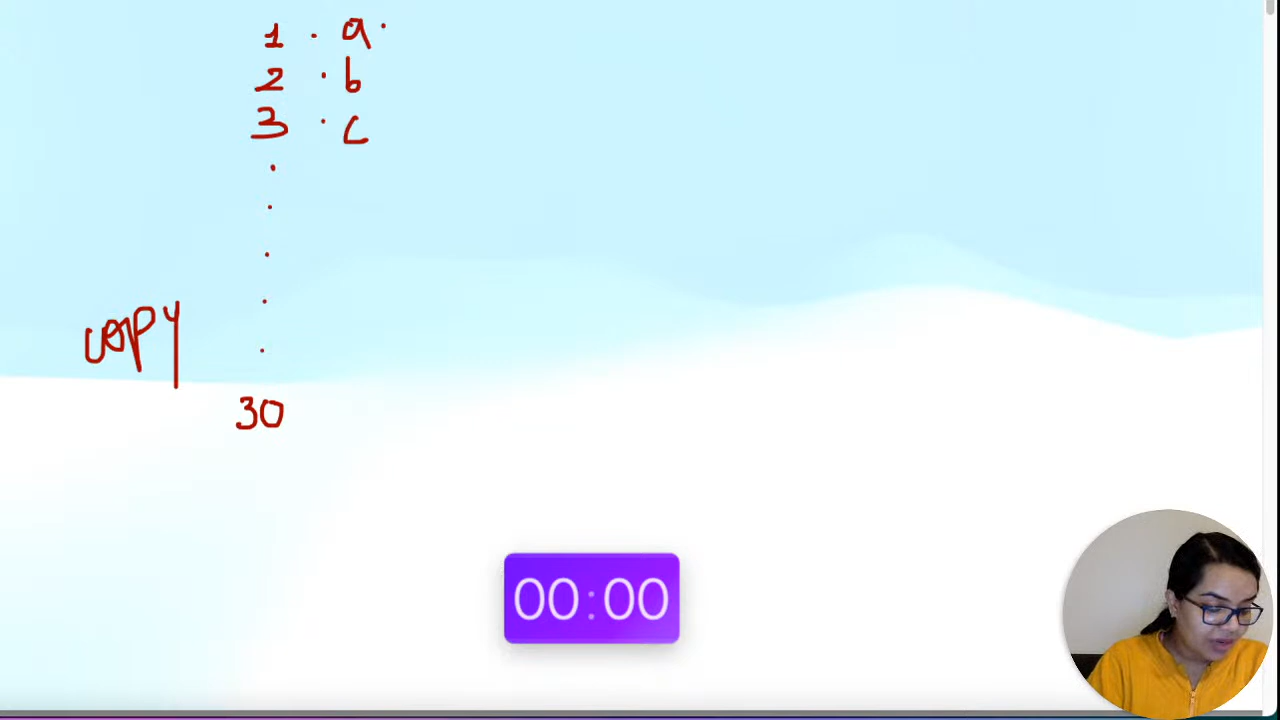 1 . a.
2 . b
3 . c
.
.
.
.
copy
.
30
00:00